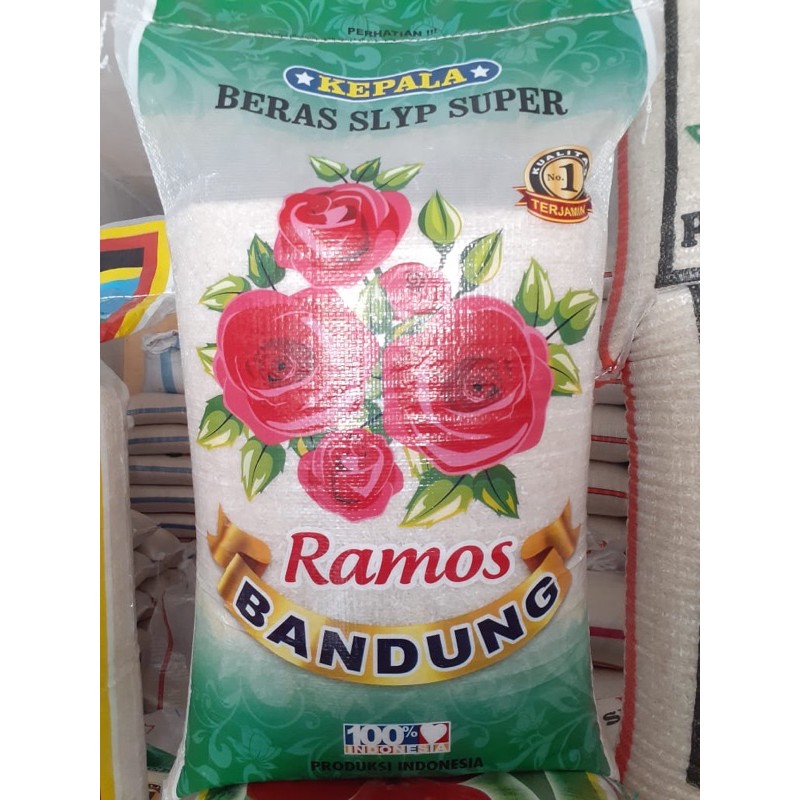 PERHATIAN !!!
KEPALA
BERAS SLYP SUPER
KUALITAS
No. 1
TERJAMIN
Ramos
BANDUNG
100%
INDONESIA
PRODUKSI INDONESIA